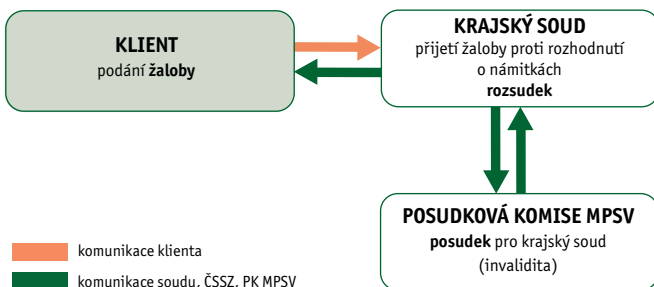 KLIENT
podání žaloby
KRAJSKÝ SOUD
přijetí žaloby proti rozhodnutí
o námitkách
rozsudek
POSUDKOVÁ KOMISE MPSV
posudek pro krajský soud
(invalidita)
komunikace klienta
komunikace soudu, ČSSZ, PK MPSV